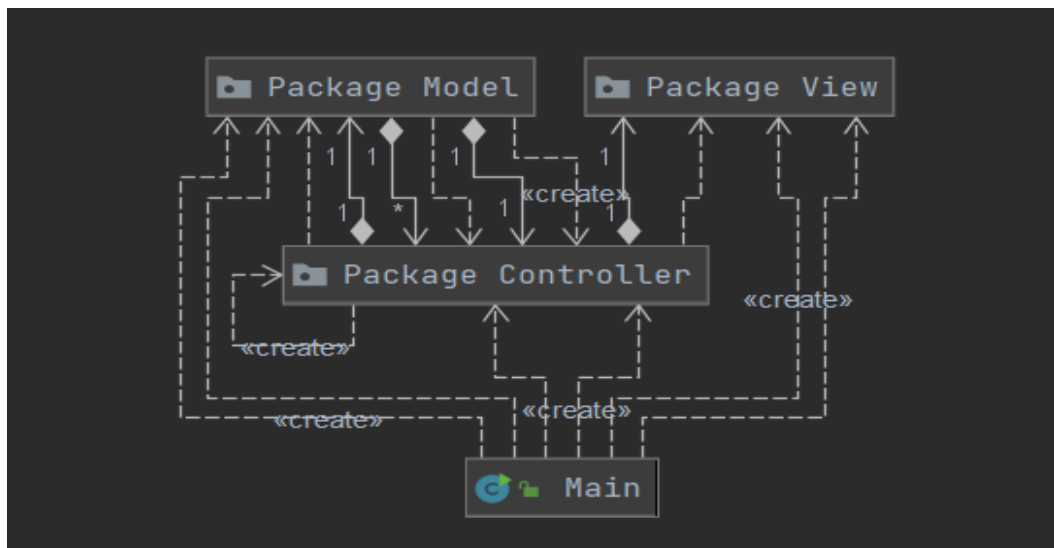 Package Model
Package View
1
1
1
1
«create»
1
*
1
1
Package Controller
«create»
«create»
«create»
«create»
Main